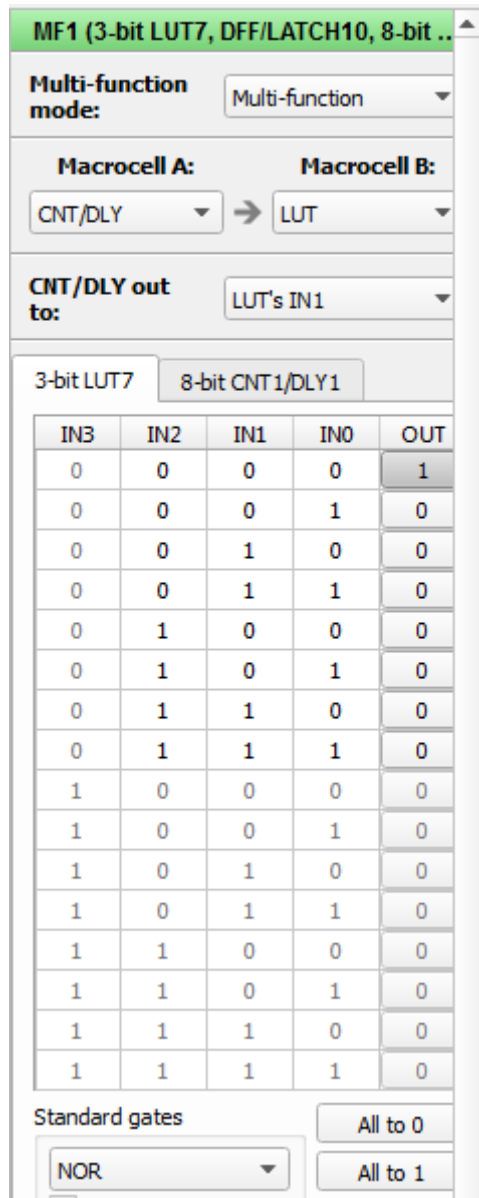 MF1 (3-bit LUT7, DFF/LATCH10, 8-bit ..
Multi-function mode:
Multi-function
Macrocell A:
Macrocell B:
CNT/DLY
LUT
CNT/DLY out to:
LUT's IN1
3-bit LUT7
8-bit CNT1/DLY1
IN3 IN2 IN1 IN0 OUT
0 0 0 0 1
0 0 0 1 0
0 0 1 0 0
0 0 1 1 0
0 1 0 0 0
0 1 0 1 0
0 1 1 0 0
0 1 1 1 0
1 0 0 0 0
1 0 0 1 0
1 0 1 0 0
1 0 1 1 0
1 1 0 0 0
1 1 0 1 0
1 1 1 0 0
1 1 1 1 0
Standard gates
All to 0
NOR
All to 1